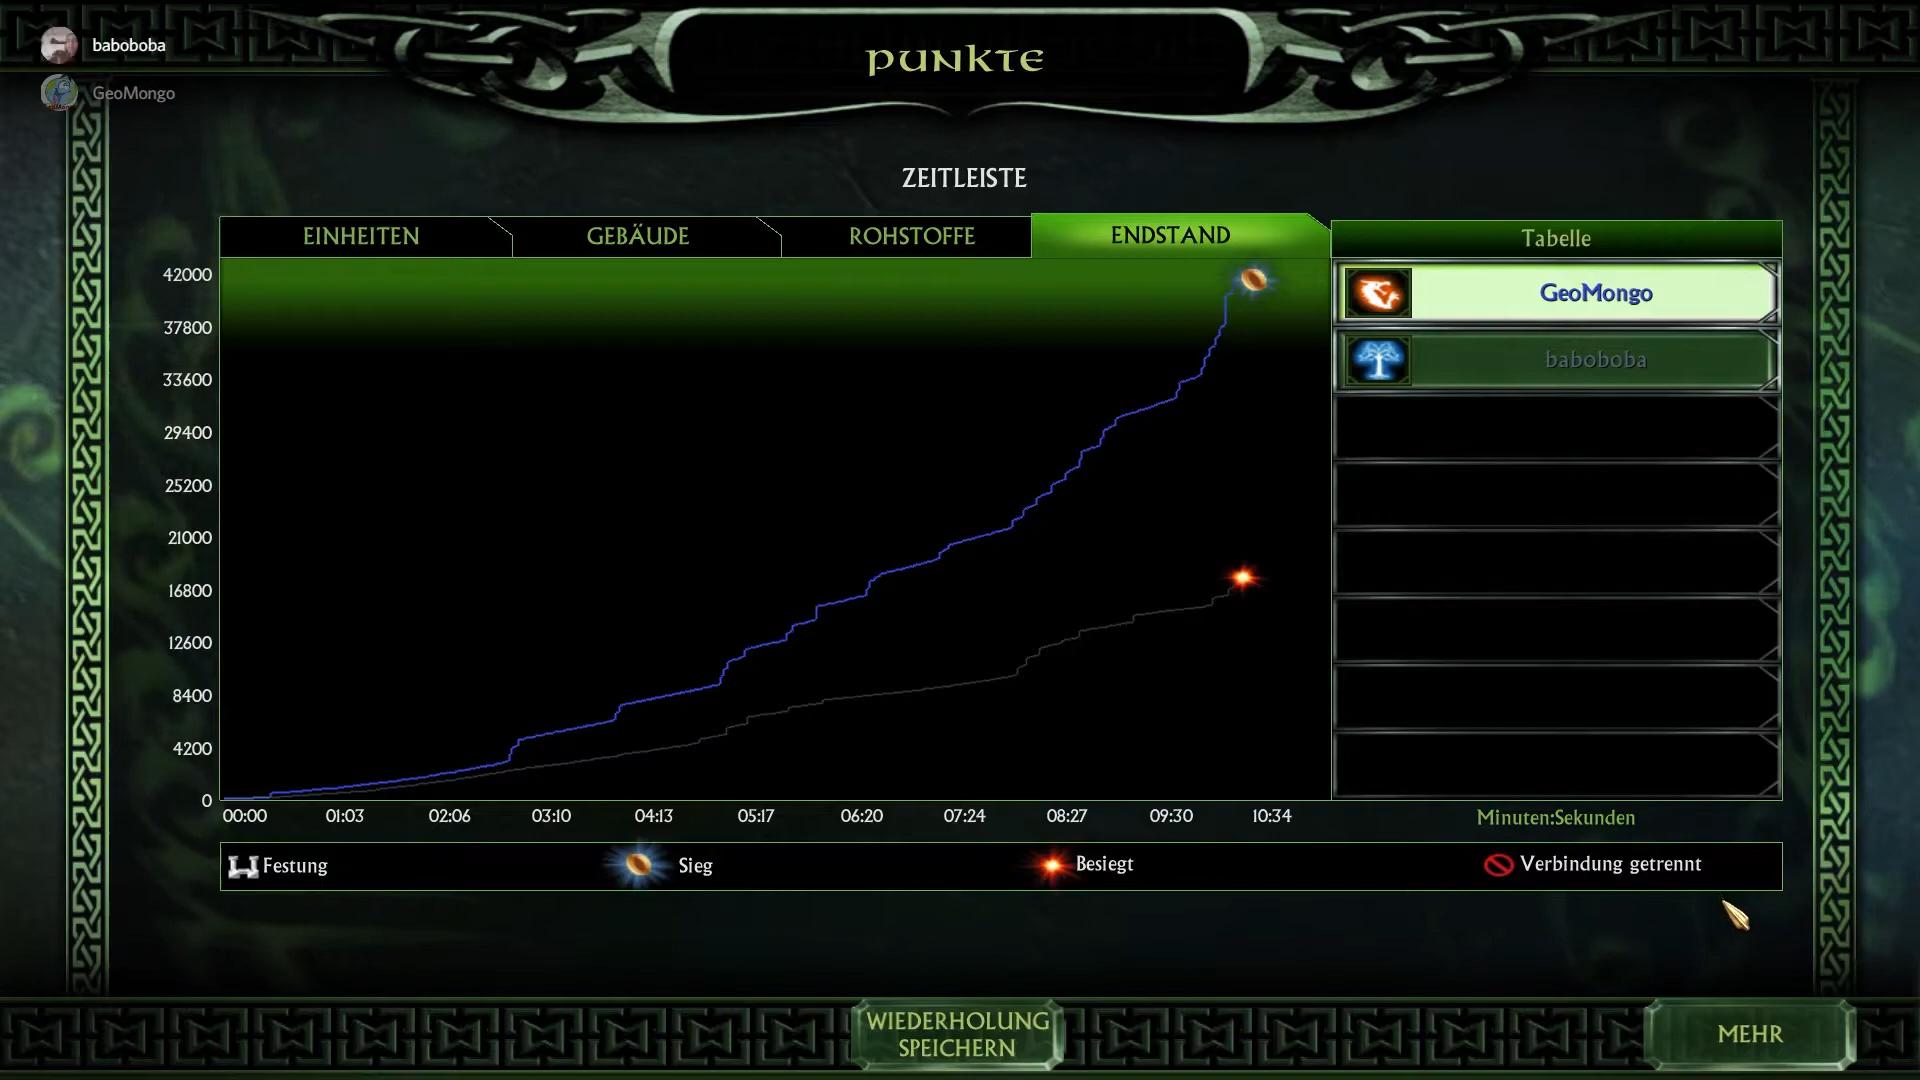 baboboba
GeoMongo
PUNKTE
ZEITLEISTE
EINHEITEN
GEBÄUDE
ROHSTOFFE
ENDSTAND
Tabelle
42000
37800
33600
29400
25200
21000
16800
12600
8400
4200
0
GeoMongo
baboboba
00:00
01:03
02:06
03:10
04:13
05:17
06:20
07:24
08:27
09:30
10:34
Minuten:Sekunden
Festung
Sieg
Besiegt
Verbindung getrennt
WIEDERHOLUNG
SPEICHERN
MEHR